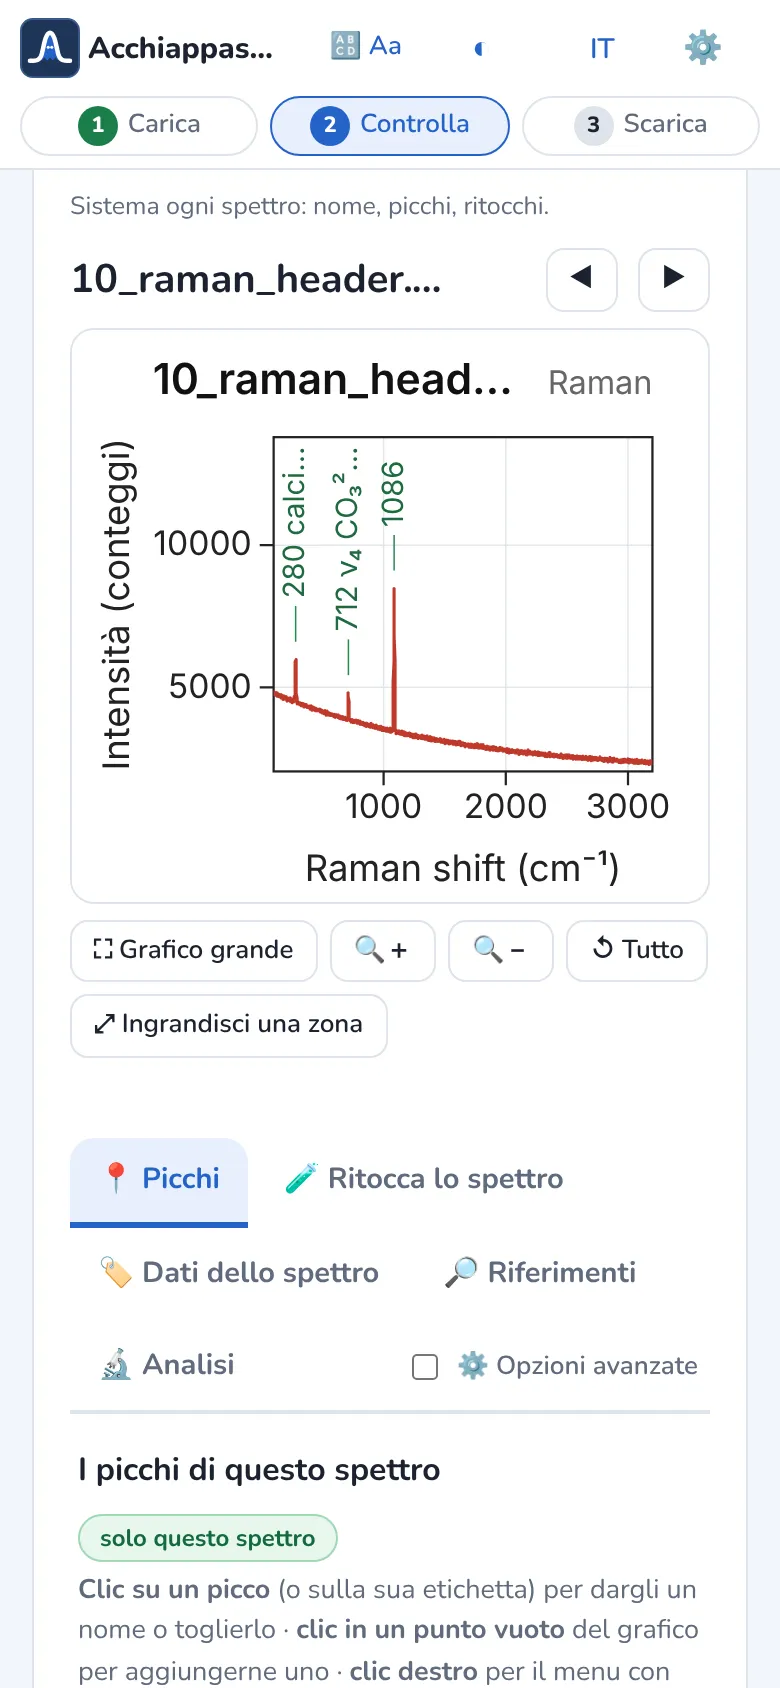 Acchiappas...
Aa
IT
1 Carica
2 Controlla
3 Scarica
Sistema ogni spettro: nome, picchi, ritocchi.
10_raman_header....
10_raman_head... Raman
Intensità (conteggi)
10000
5000
280 calci...
712 ν₄ CO₃² ...
1086
1000 2000 3000
Raman shift (cm⁻¹)
Grafico grande
+
−
Tutto
Ingrandisci una zona
Picchi
Ritocca lo spettro
Dati dello spettro
Riferimenti
Analisi
Opzioni avanzate
I picchi di questo spettro
solo questo spettro
Clic su un picco (o sulla sua etichetta) per dargli un
nome o toglierlo · clic in un punto vuoto del grafico
per aggiungerne uno · clic destro per il menu con